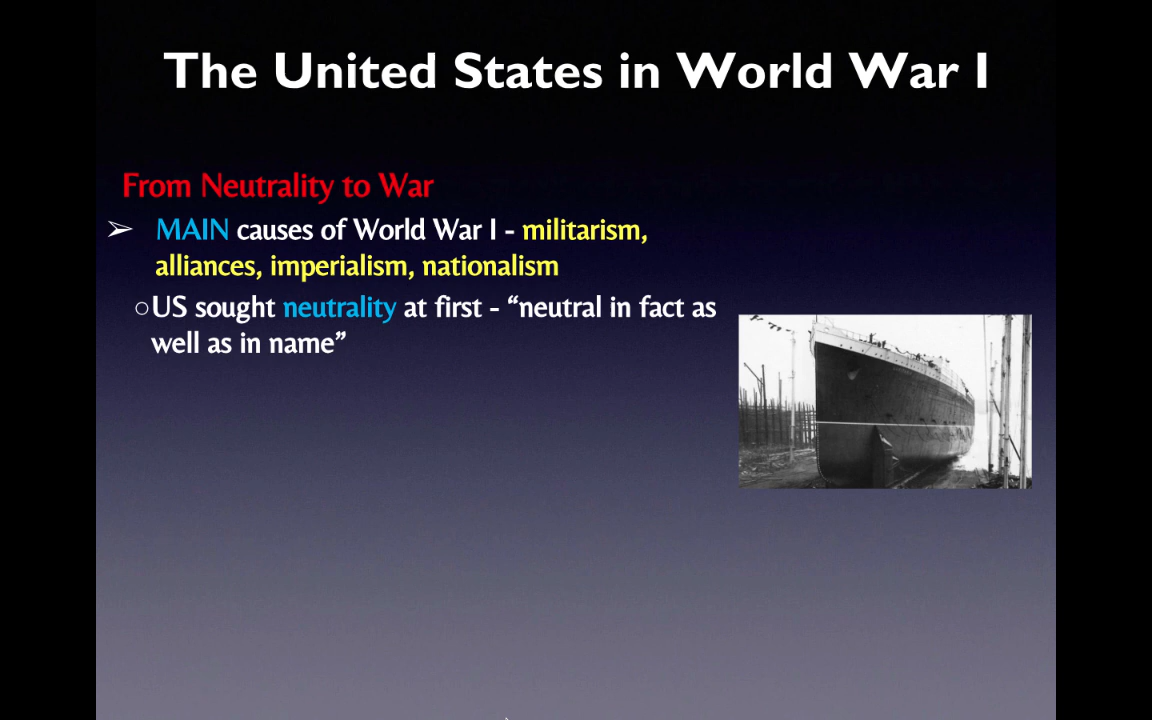 The United States in World War I
From Neutrality to War
➢ MAIN causes of World War I - militarism,
alliances, imperialism, nationalism
○US sought neutrality at first - “neutral in fact as
well as in name”